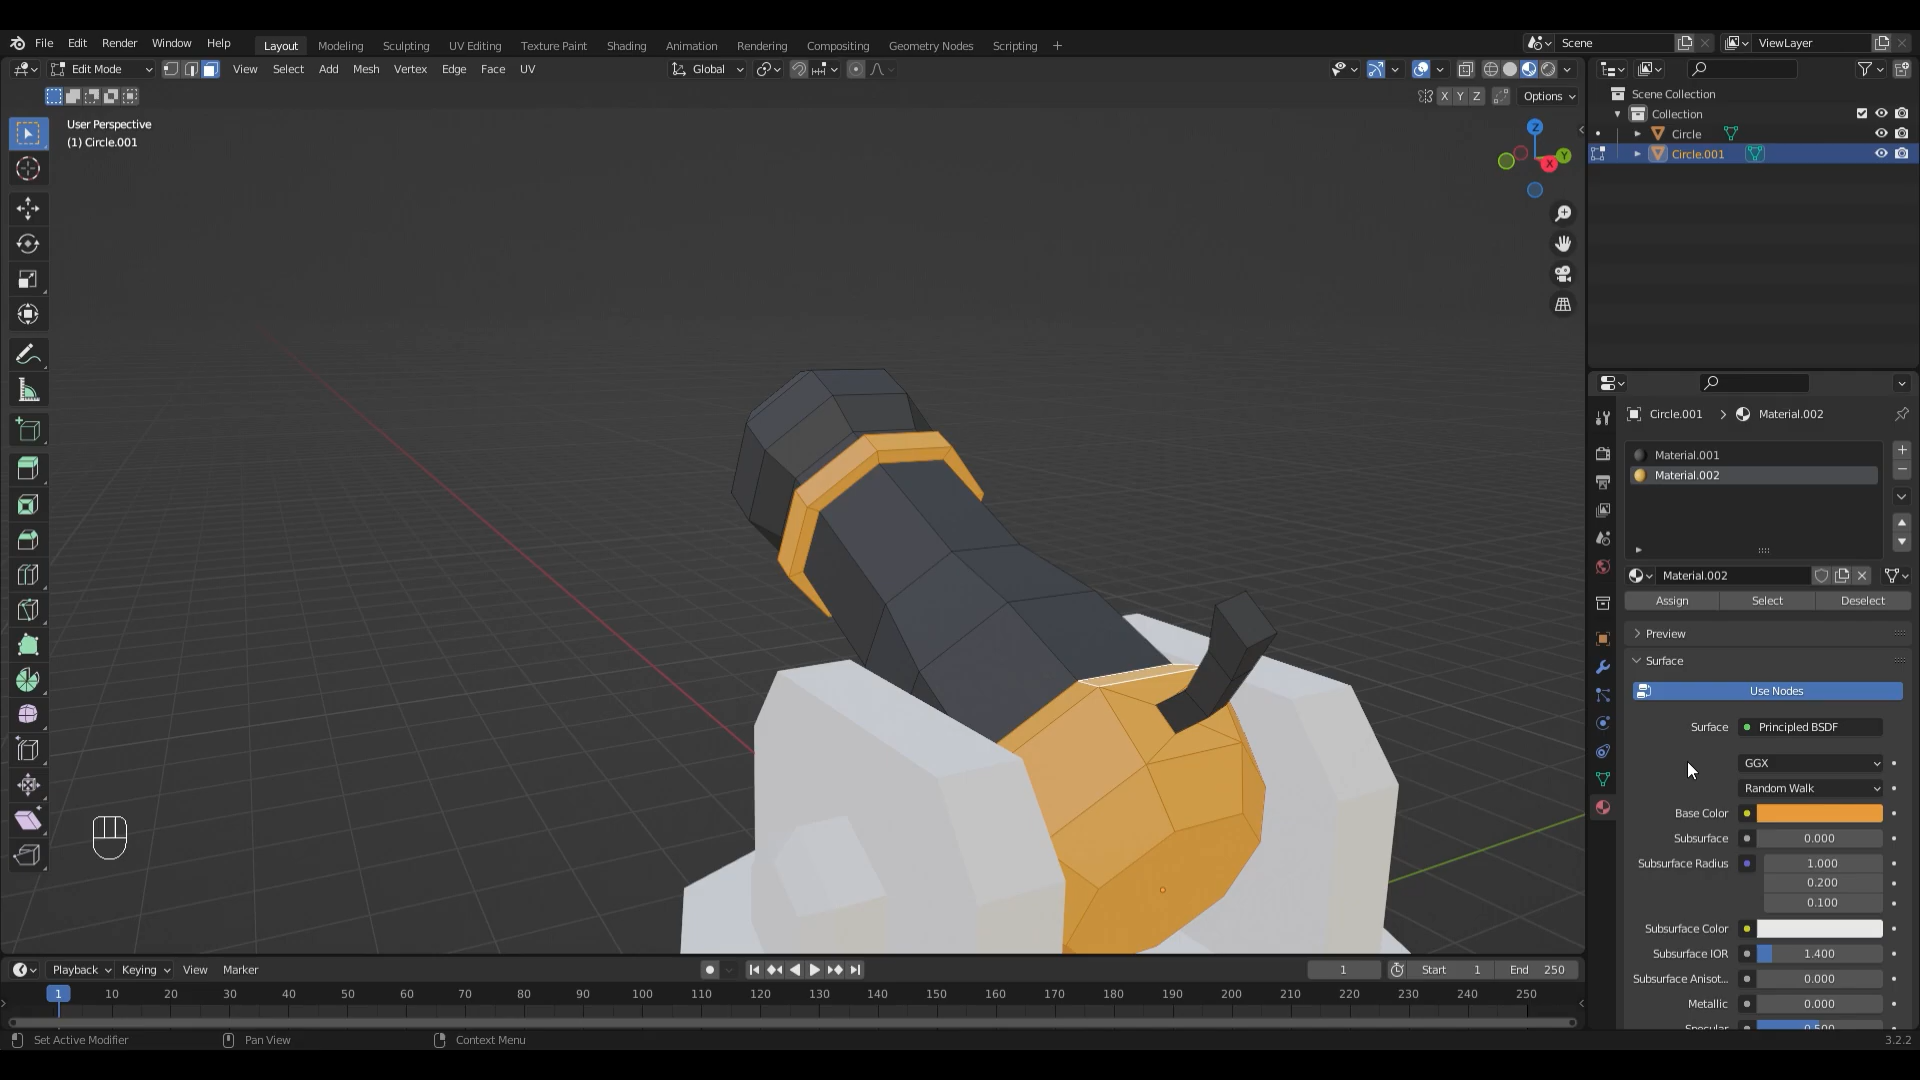 File Edit Render Window Help Layout Modeling Sculpting UV Editing Texture Paint Shading Animation Rendering Compositing Geometry Nodes Scripting + Scene ViewLayer
Edit Mode View Select Add Mesh Vertex Edge Face UV Global
X Y Z Options
User Perspective
(1) Circle.001
Z
Y
X
Scene Collection
Collection
Circle
Circle.001
Circle.001 > Material.002
Material.001
Material.002
Material.002
Assign Select Deselect
Preview
Surface
Use Nodes
Surface Principled BSDF
GGX
Random Walk
Base Color
Subsurface 0.000
Subsurface Radius 1.000
0.200
0.100
Subsurface Color
Subsurface IOR 1.400
Subsurface Anisot... 0.000
Metallic 0.000
Specular 0.500
Playback Keying View Marker 1 Start 1 End 250
1 10 20 30 40 50 60 70 80 90 100 110 120 130 140 150 160 170 180 190 200 210 220 230 240 250
Set Active Modifier Pan View Context Menu 3.2.2